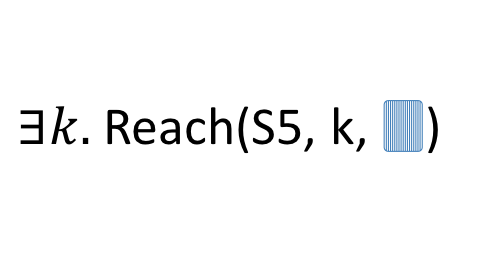 ∃k. Reach(S5, k, )